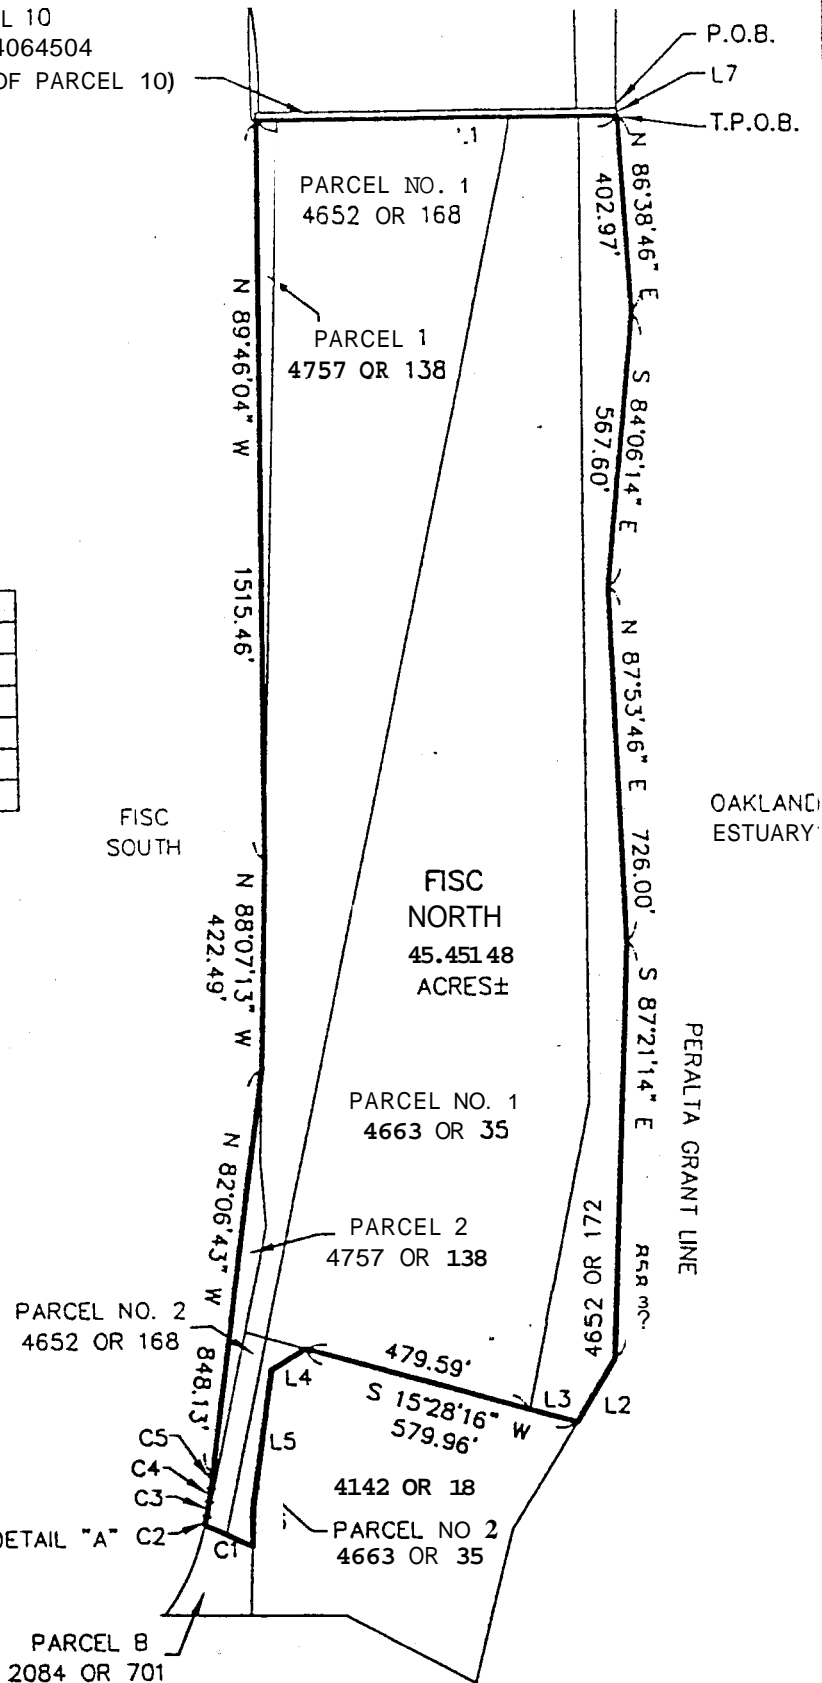 L 10
4064504
OF PARCEL 10)
P.O.B.
L7
T.P.O.B.
PARCEL NO. 1
4652 OR 168
N 86°38'46" E
402.97'
N 89°46'04" W
1515.46'
PARCEL 1
4757 OR 138
S 84°06'14" E
567.60'
N 87°53'46" E
726.00'
FISC
SOUTH
OAKLAND
ESTUARY
FISC
NORTH
45.45148
ACRES±
N 88°07'13" W
422.49'
S 87°21'14" E
PERALTA GRANT LINE
PARCEL NO. 1
4663 OR 35
N 82°06'43" W
848.13'
PARCEL 2
4757 OR 138
4652 OR 172
PARCEL NO. 2
4652 OR 168
479.59'
L4
S 15°28'16" W
579.96'
L3
L2
L5
C5
C4
C3
4142 OR 18
DETAIL "A"
C2
C1
PARCEL NO 2
4663 OR 35
PARCEL B
2084 OR 701